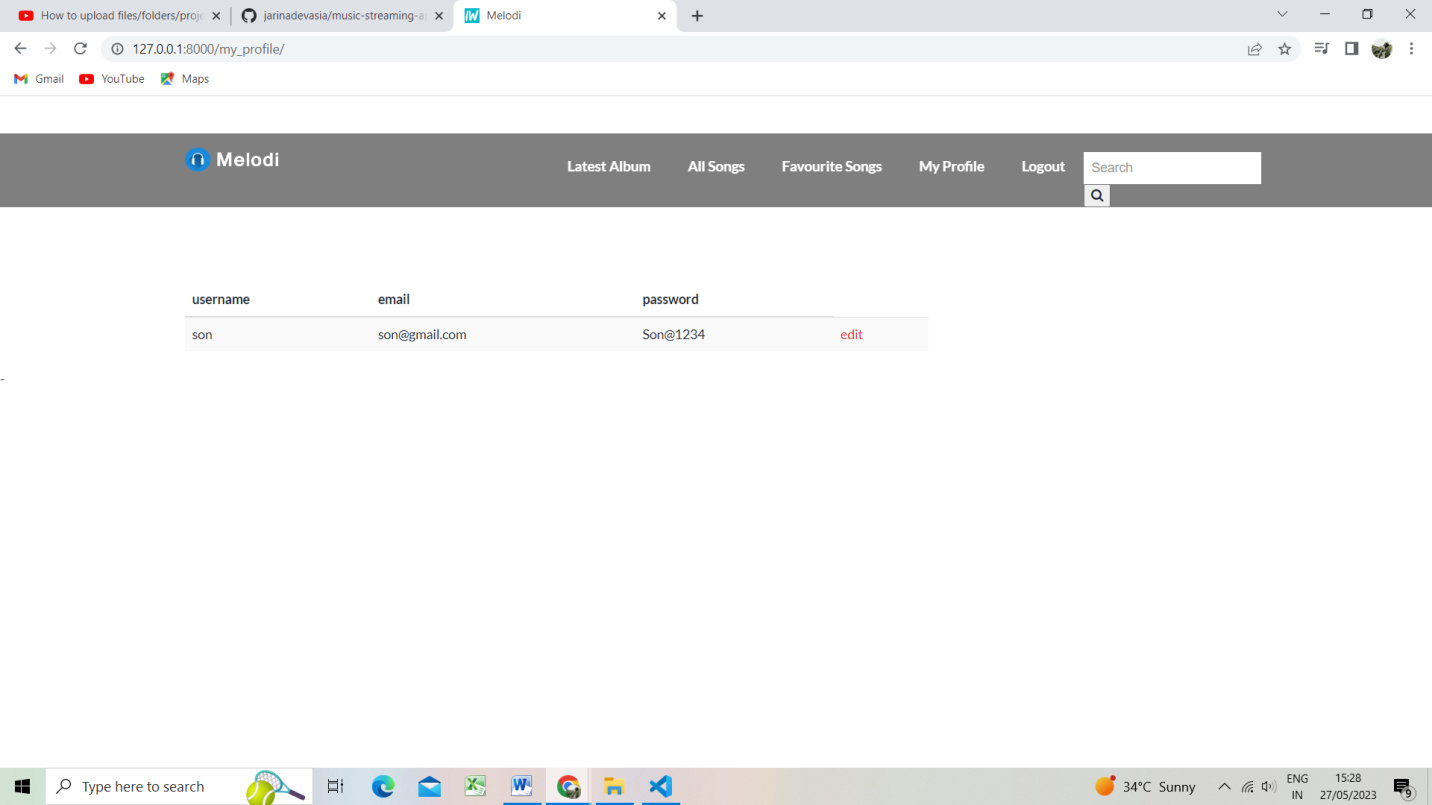 How to upload files/folders/proje
jarinadevasia/music-streaming-ap
Melodi
127.0.0.1:8000/my_profile/
Gmail YouTube Maps
Melodi
Latest Album All Songs Favourite Songs My Profile Logout Search
username email password
son son@gmail.com Son@1234 edit
-
Type here to search
34°C Sunny
ENG
IN
15:28
27/05/2023
9